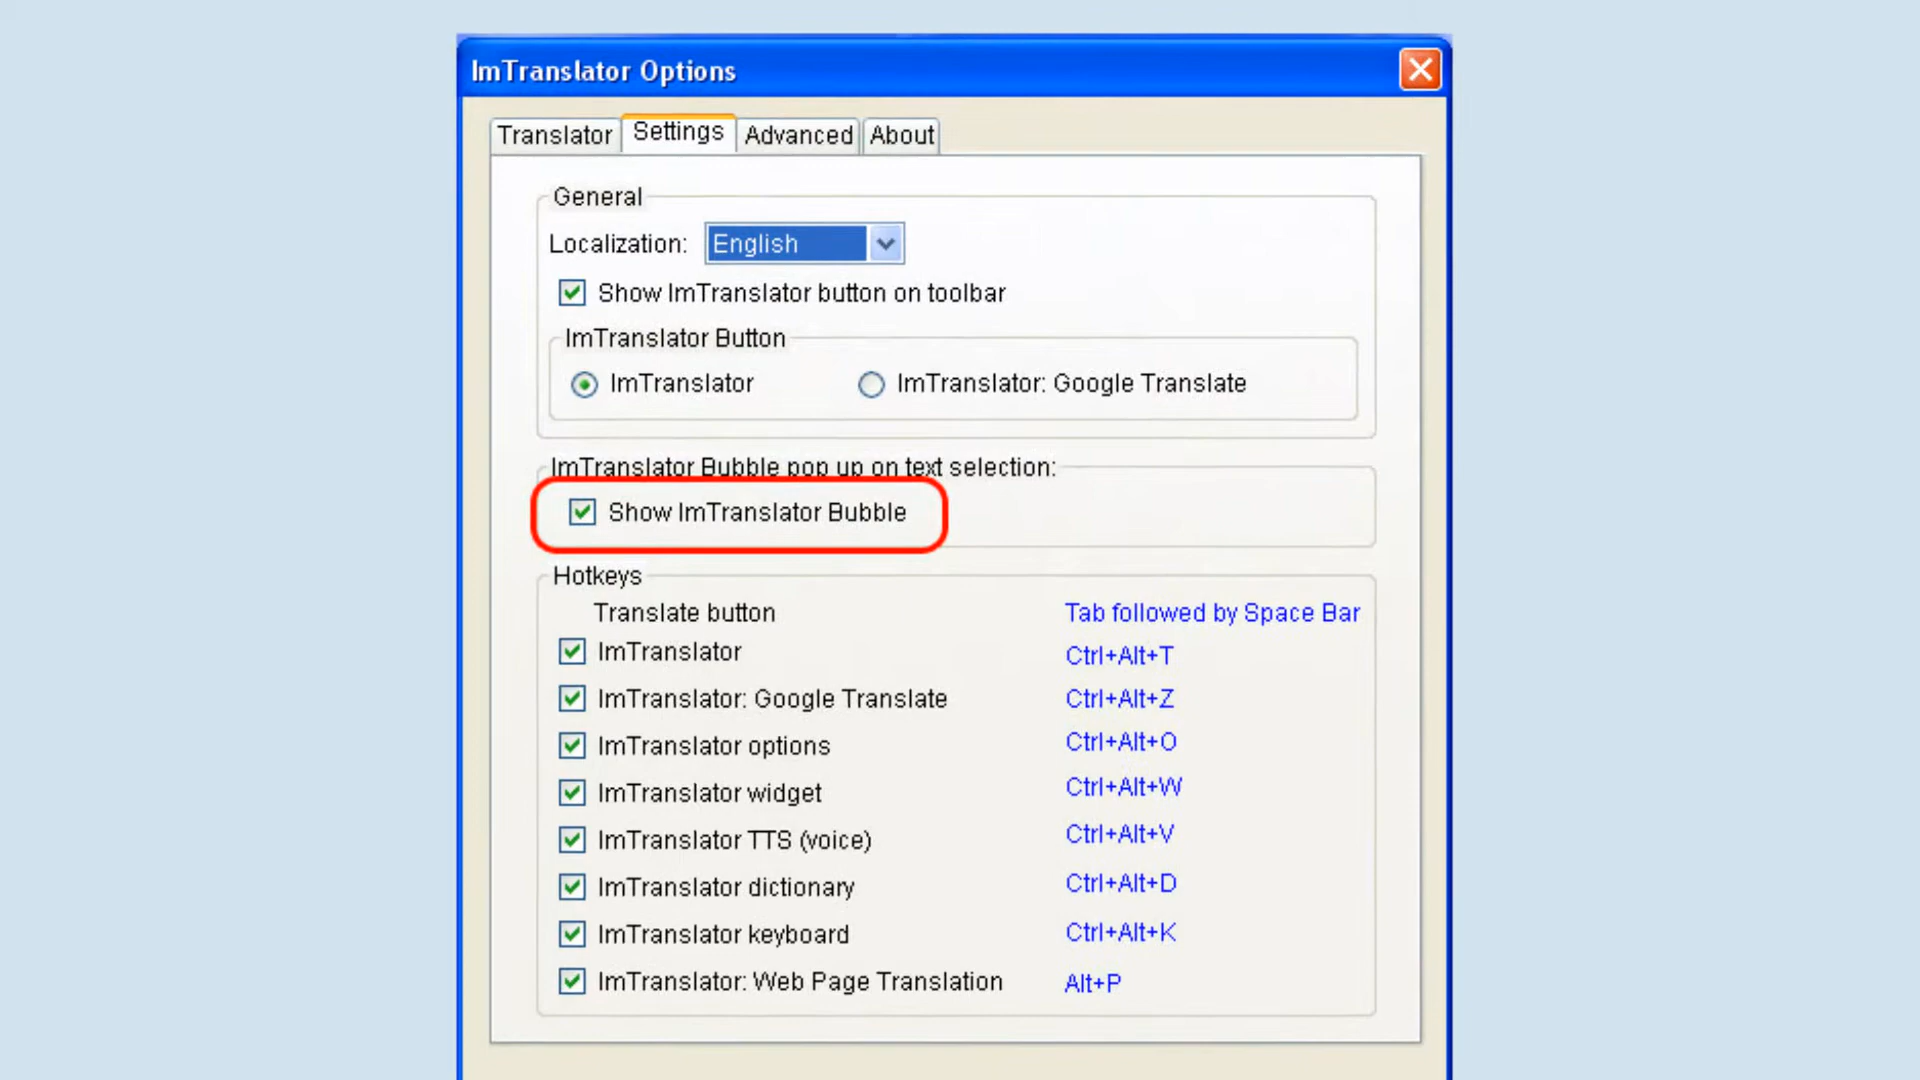 ImTranslator Options
Translator Settings Advanced About
General
Localization: English
Show ImTranslator button on toolbar
ImTranslator Button
ImTranslator ImTranslator: Google Translate
ImTranslator Bubble pop up on text selection:
Show ImTranslator Bubble
Hotkeys
Translate button Tab followed by Space Bar
ImTranslator Ctrl+Alt+T
ImTranslator: Google Translate Ctrl+Alt+Z
ImTranslator options Ctrl+Alt+O
ImTranslator widget Ctrl+Alt+W
ImTranslator TTS (voice) Ctrl+Alt+V
ImTranslator dictionary Ctrl+Alt+D
ImTranslator keyboard Ctrl+Alt+K
ImTranslator: Web Page Translation Alt+P